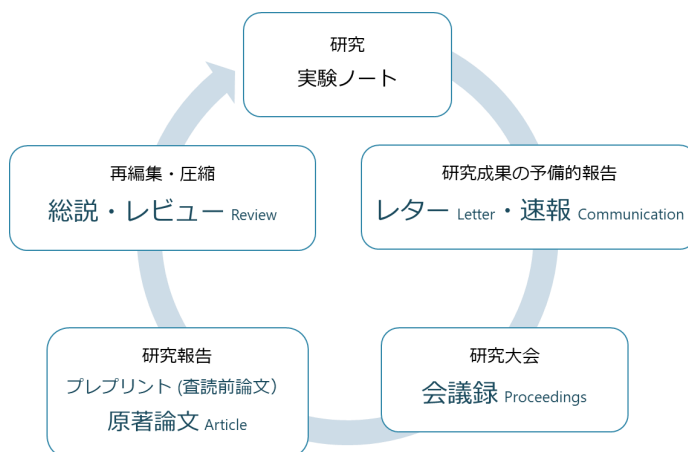 研究
実験ノート
研究成果の予備的報告
レター Letter ・速報 Communication
研究大会
会議録 Proceedings
研究報告
プレプリント (査読前論文）
原著論文 Article
再編集・圧縮
総説・レビュー Review